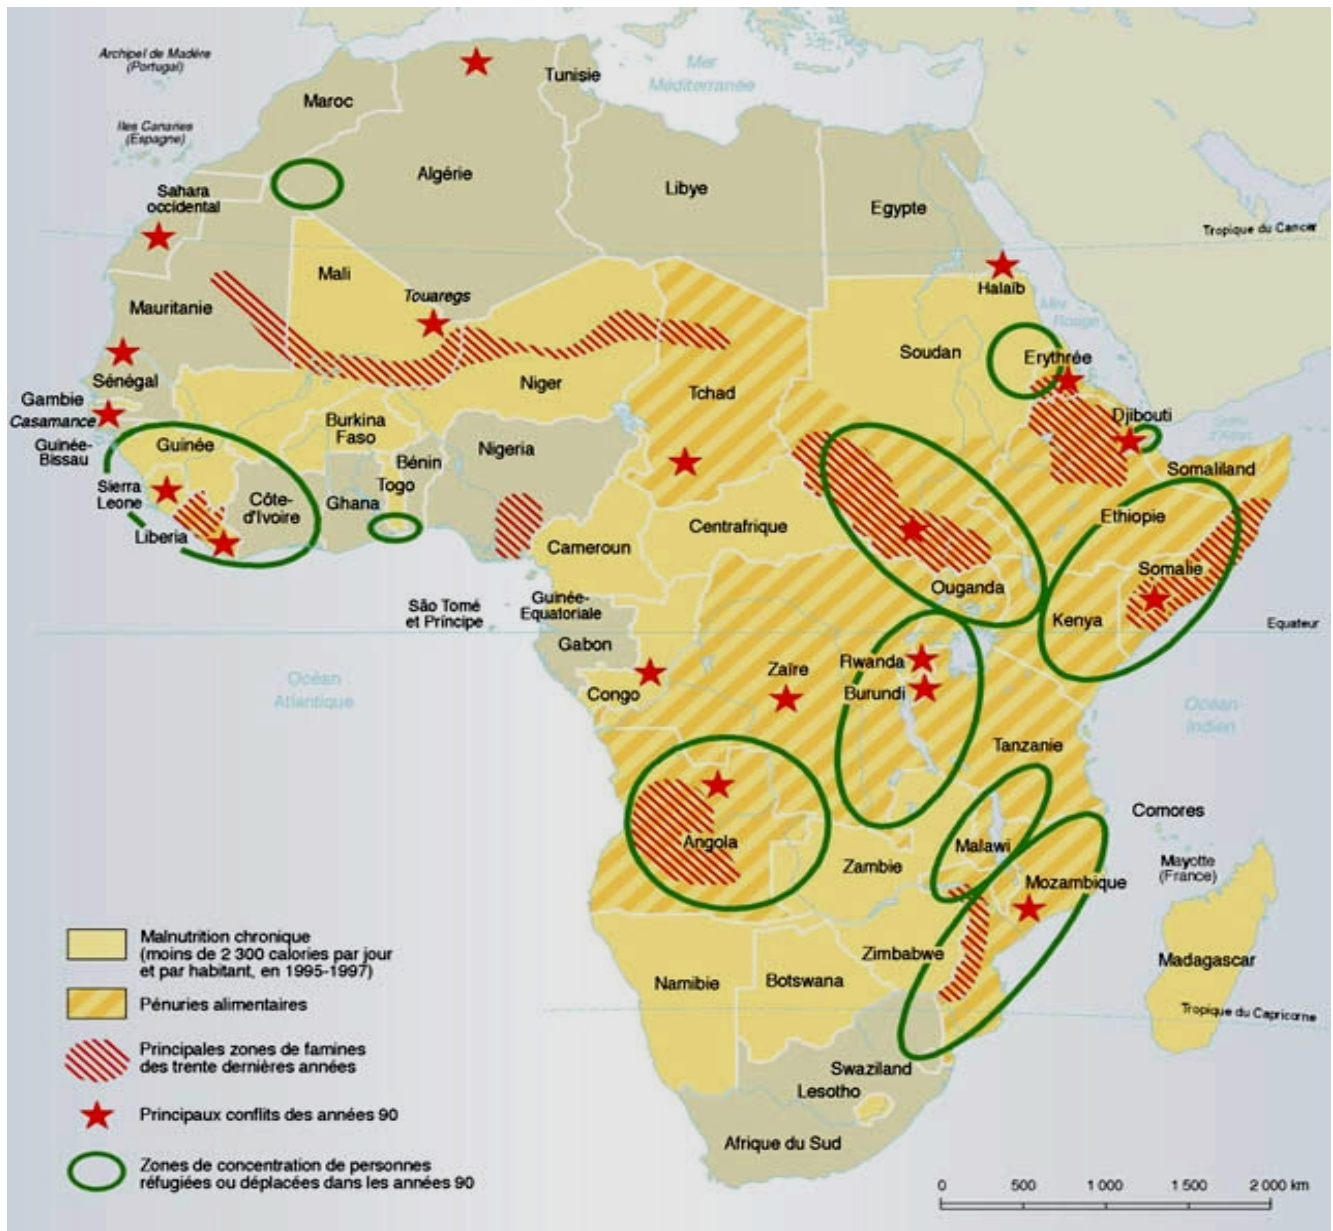 Archipel de Madère
(Portugal)
Mer
Méditerranée
Tunisie
Maroc
Iles Canaries
(Espagne)
Algérie
Libye
Egypte
Sahara
occidental
Tropique du Cancer
Mali
Touaregs
Halaïb
Mer
Rouge
Mauritanie
Soudan
Erythrée
Sénégal
Niger
Tchad
Gambie
Casamance
Djibouti
Burkina
Faso
Guinée-
Bissau
Guinée
Nigeria
Bénin
Somaliland
Sierra
Leone
Togo
Côte-
d'Ivoire
Ghana
Ethiopie
Centrafrique
Liberia
Cameroun
Somalie
Ouganda
São Tomé
et Príncipe
Guinée-
Equatoriale
Kenya
Equateur
Gabon
Rwanda
Zaïre
Congo
Burundi
Océan
Atlantique
Océan
Indien
Tanzanie
Comores
Angola
Malawi
Zambie
Mayotte
(France)
Mozambique
Zimbabwe
Madagascar
Namibie
Botswana
Tropique du Capricorne
Swaziland
Lesotho
Afrique du Sud
Malnutrition chronique
(moins de 2 300 calories par jour
et par habitant, en 1995-1997)
Pénuries alimentaires
Principales zones de famines
des trente dernières années
Principaux conflits des années 90
Zones de concentration de personnes
réfugiées ou déplacées dans les années 90
0 500 1 000 1 500 2 000 km